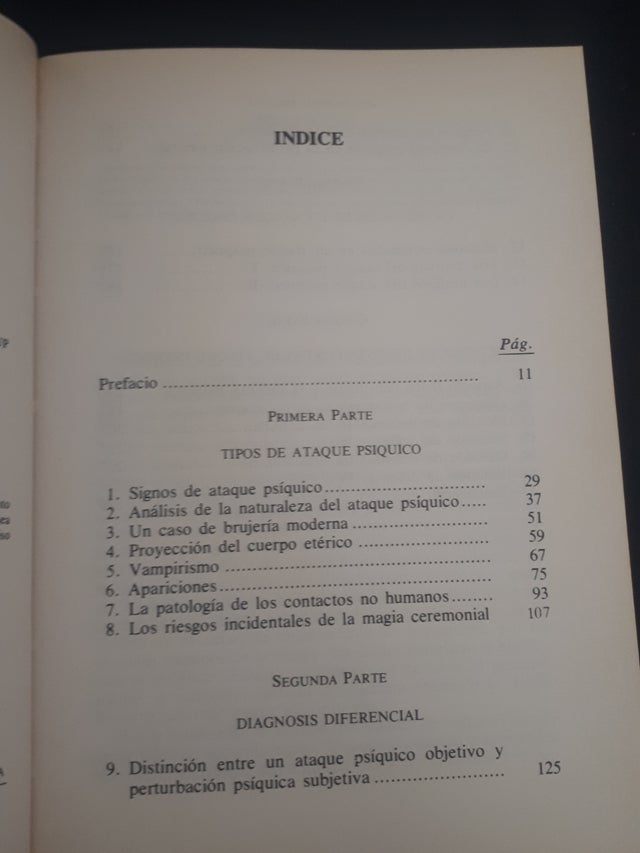 INDICE
Pág.
Prefacio ........................................................... 11
PRIMERA PARTE
TIPOS DE ATAQUE PSIQUICO
1. Signos de ataque psíquico .............................. 29
2. Análisis de la naturaleza del ataque psíquico ..... 37
3. Un caso de brujería moderna ......................... 51
4. Proyección del cuerpo etérico ........................ 59
5. Vampirismo ................................................. 67
6. Apariciones .................................................. 75
7. La patología de los contactos no humanos ........ 93
8. Los riesgos incidentales de la magia ceremonial 107
SEGUNDA PARTE
DIAGNOSIS DIFERENCIAL
9. Distinción entre un ataque psíquico objetivo y
perturbación psíquica subjetiva ........................ 125